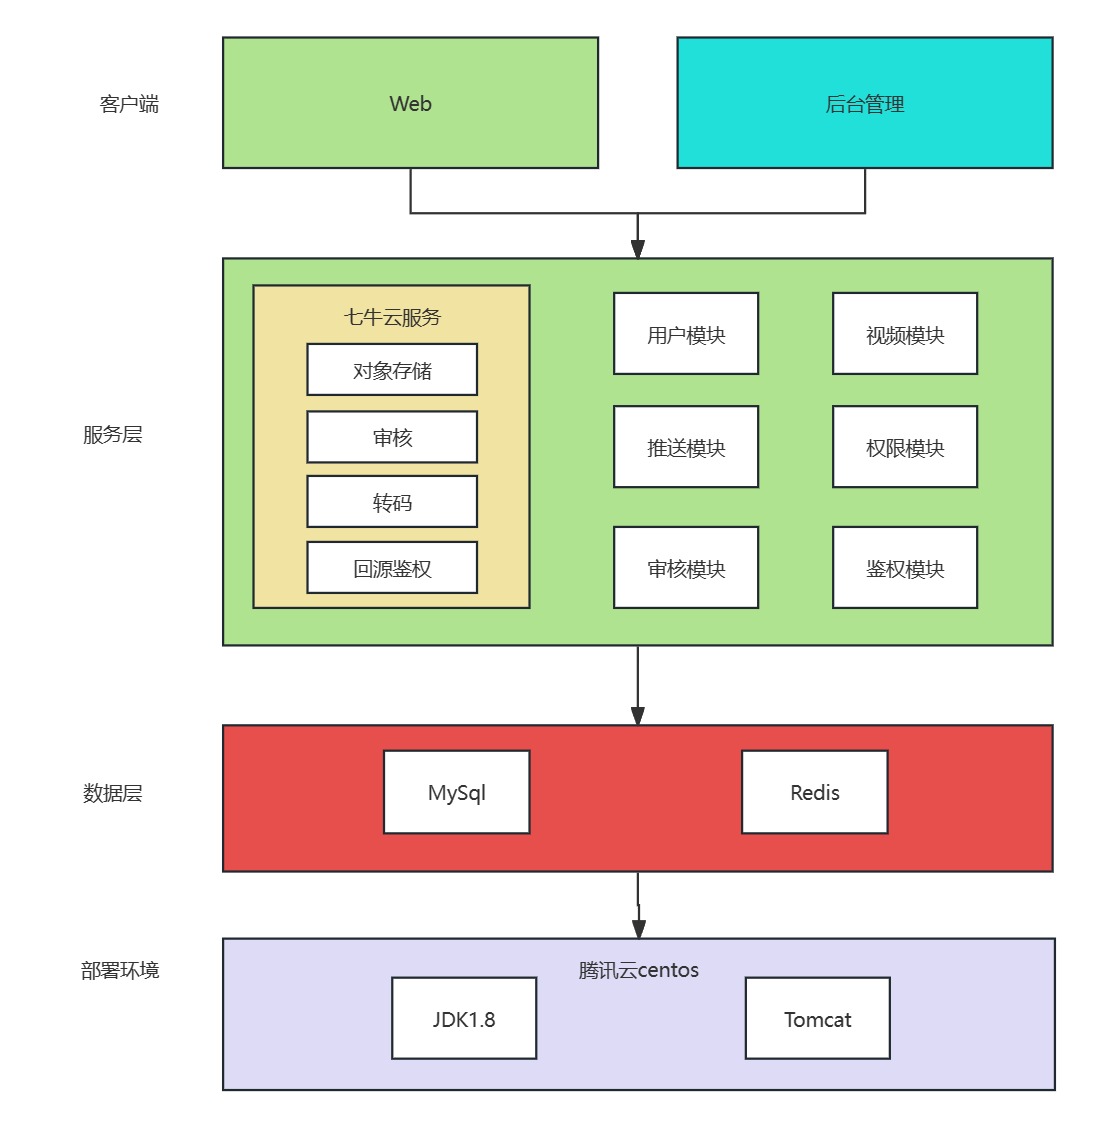 客户端
Web
后台管理
服务层
七牛云服务
对象存储
审核
转码
回源鉴权
用户模块
视频模块
推送模块
权限模块
审核模块
鉴权模块
数据层
MySql
Redis
部署环境
腾讯云centos
JDK1.8
Tomcat